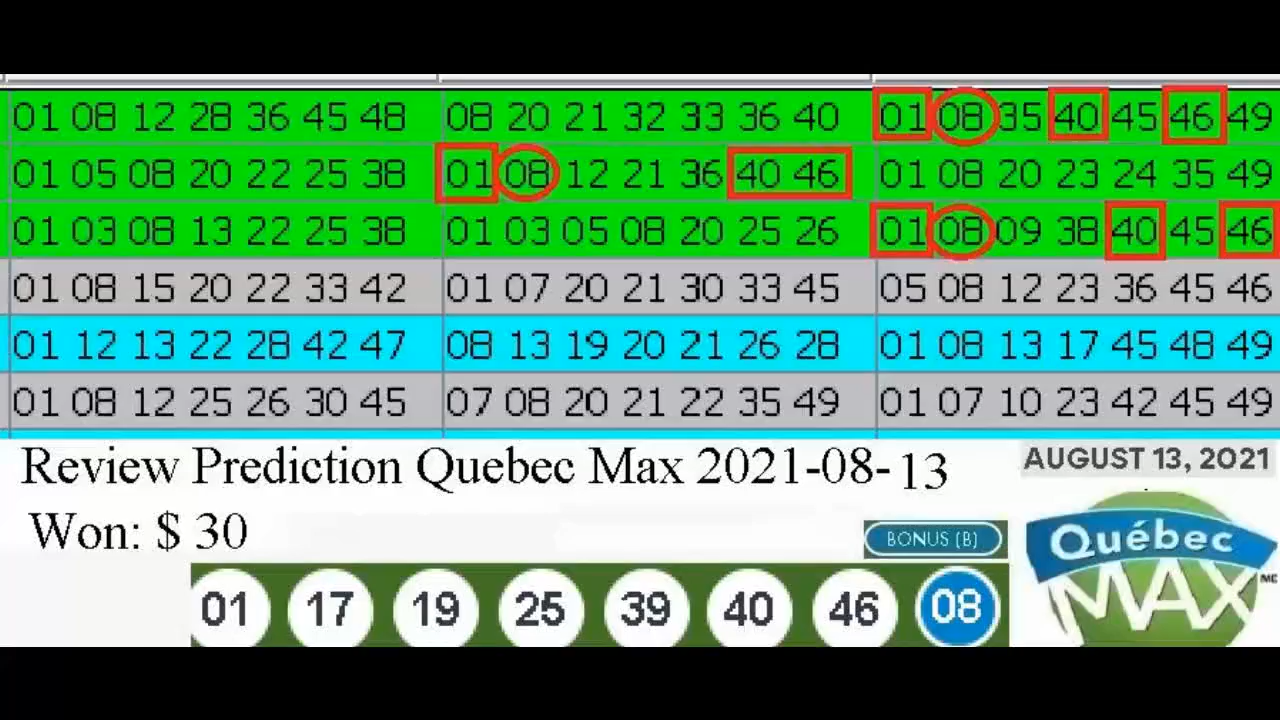 01 08 12 28 36 45 48 08 20 21 32 33 36 40 01 08 35 40 45 46 49
01 05 08 20 22 25 38 01 08 12 21 36 40 46 01 08 20 23 24 35 49
01 03 08 13 22 25 38 01 03 05 08 20 25 26 01 08 09 38 40 45 46
01 08 15 20 22 33 42 01 07 20 21 30 33 45 05 08 12 23 36 45 46
01 12 13 22 28 42 47 08 13 19 20 21 26 28 01 08 13 17 45 48 49
01 08 12 25 26 30 45 07 08 20 21 22 35 49 01 07 10 23 42 45 49
Review Prediction Quebec Max 2021-08-13
AUGUST 13, 2021
Won: $ 30
BONUS (B)
Québec
MAX MC
01 17 19 25 39 40 46 08